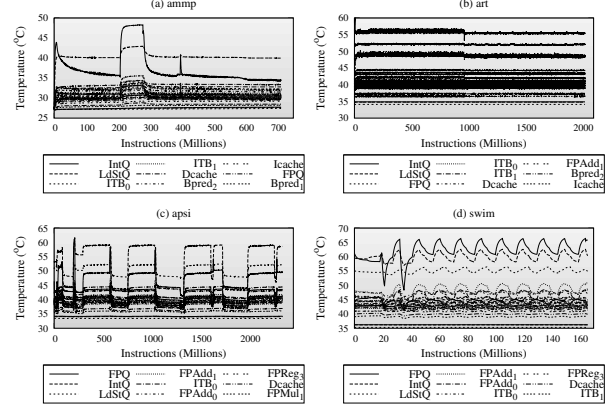 (a) ammp
(b) art
50
45
40
35
30
25
Temperature (°C)
0 100 200 300 400 500 600 700
Instructions (Millions)
60
55
50
45
40
35
30
Temperature (°C)
0 500 1000 1500 2000
Instructions (Millions)
IntQ ITB1 Icache
LdStQ Dcache FPQ
ITB0 Bpred2 Bpred1
IntQ ITB0 FPAdd1
LdStQ ITB1 Bpred2
FPQ Dcache Icache
(c) apsi
(d) swim
65
60
55
50
45
40
35
30
Temperature (°C)
0 500 1000 1500 2000
Instructions (Millions)
70
65
60
55
50
45
40
35
Temperature (°C)
0 20 40 60 80 100 120 140 160
Instructions (Millions)
FPQ FPAdd1 FPReg3
IntQ ITB0 Dcache
LdStQ FPAdd0 FPMul1
FPQ FPAdd1 FPReg3
IntQ FPAdd0 Dcache
LdStQ ITB0 ITB1